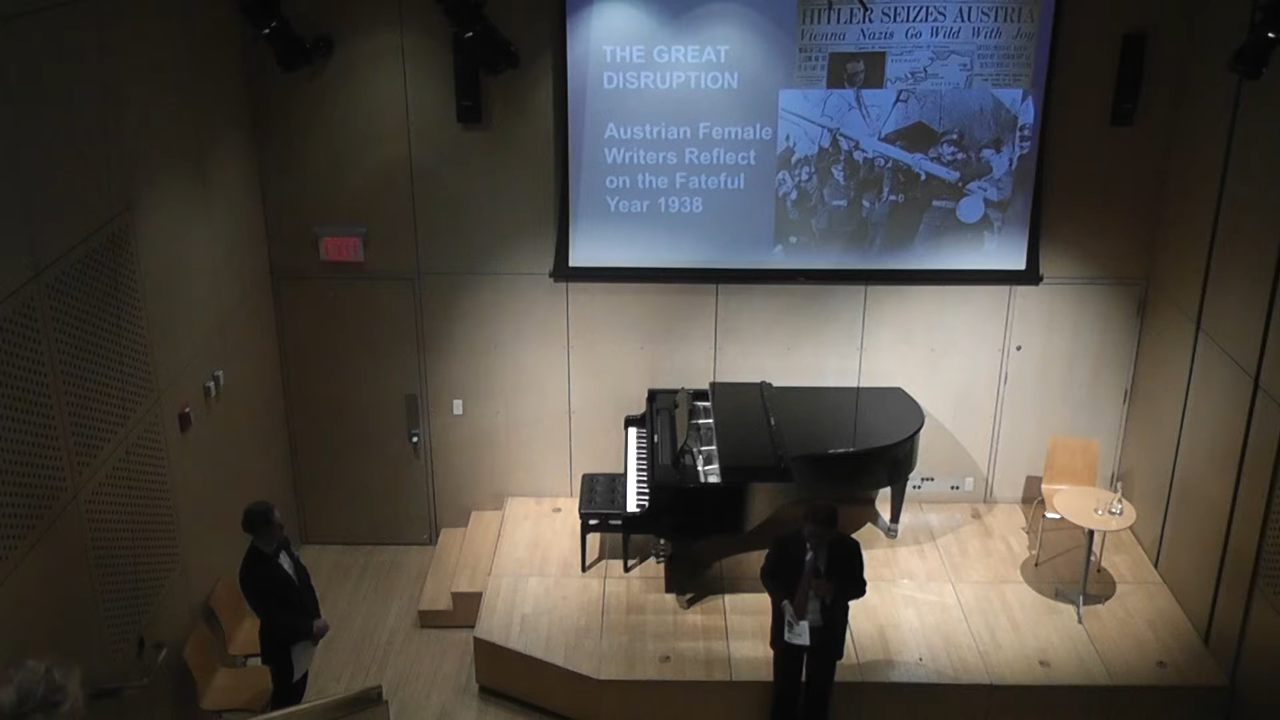 HITLER SEIZES AUSTRIA
Vienna Nazis Go Wild With Joy
THE GREAT
DISRUPTION
Austrian Female
Writers Reflect
on the Fateful
Year 1938